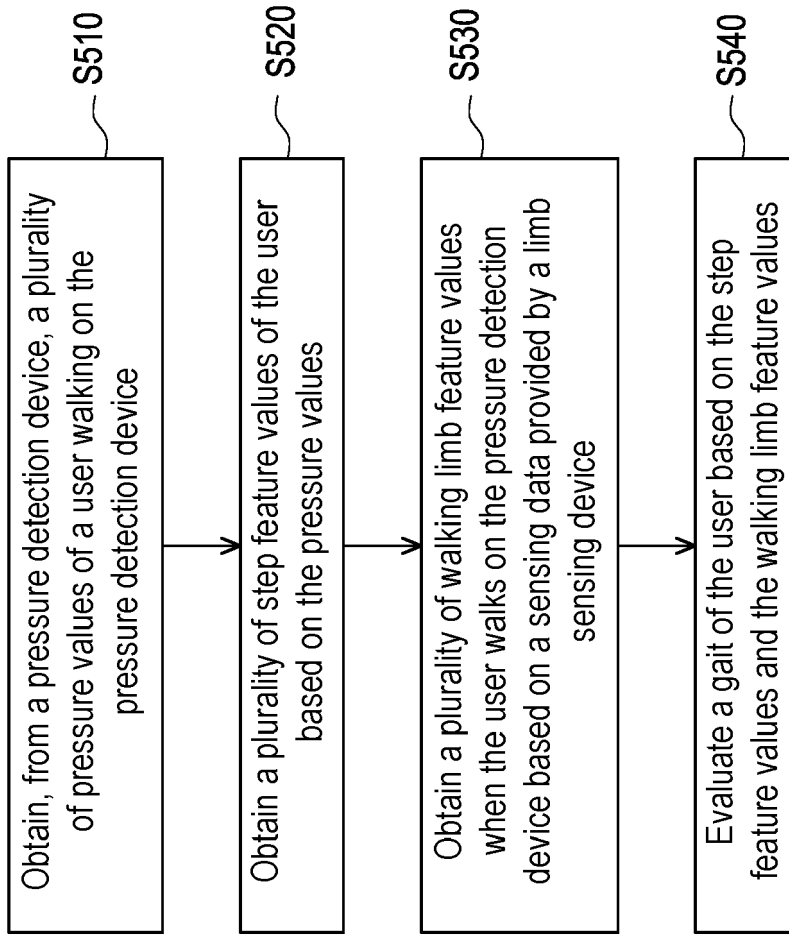 Obtain, from a pressure detection device, a plurality
of pressure values of a user walking on the
pressure detection device
S510
Obtain a plurality of step feature values of the user
based on the pressure values
S520
Obtain a plurality of walking limb feature values
when the user walks on the pressure detection
device based on a sensing data provided by a limb
sensing device
S530
Evaluate a gait of the user based on the step
feature values and the walking limb feature values
S540